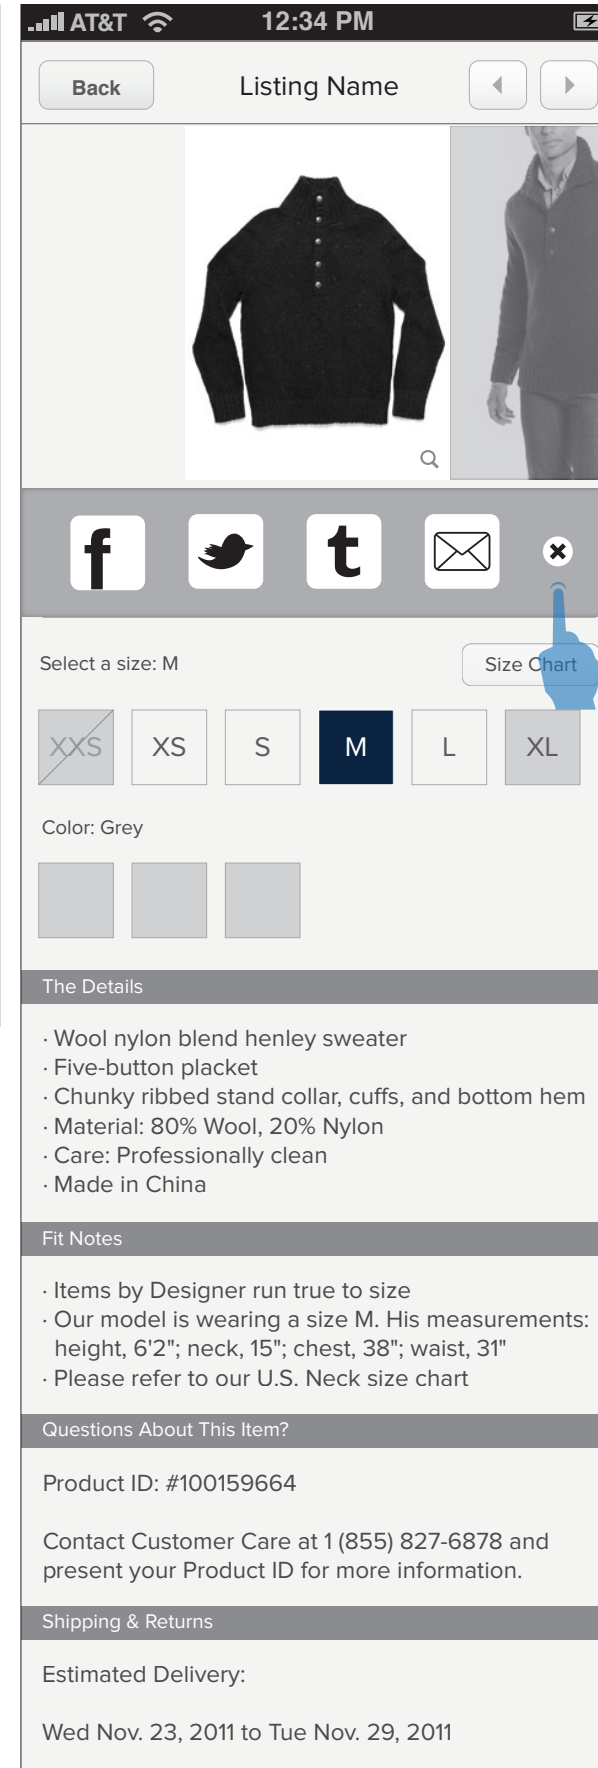 AT&T 12:34 PM
Back Listing Name
f t
Select a size: M Size Chart
XXS XS S M L XL
Color: Grey
The Details
· Wool nylon blend henley sweater
· Five-button placket
· Chunky ribbed stand collar, cuffs, and bottom hem
· Material: 80% Wool, 20% Nylon
· Care: Professionally clean
· Made in China
Fit Notes
· Items by Designer run true to size
· Our model is wearing a size M. His measurements:
height, 6'2"; neck, 15"; chest, 38"; waist, 31"
· Please refer to our U.S. Neck size chart
Questions About This Item?
Product ID: #100159664
Contact Customer Care at 1 (855) 827-6878 and
present your Product ID for more information.
Shipping & Returns
Estimated Delivery:
Wed Nov. 23, 2011 to Tue Nov. 29, 2011